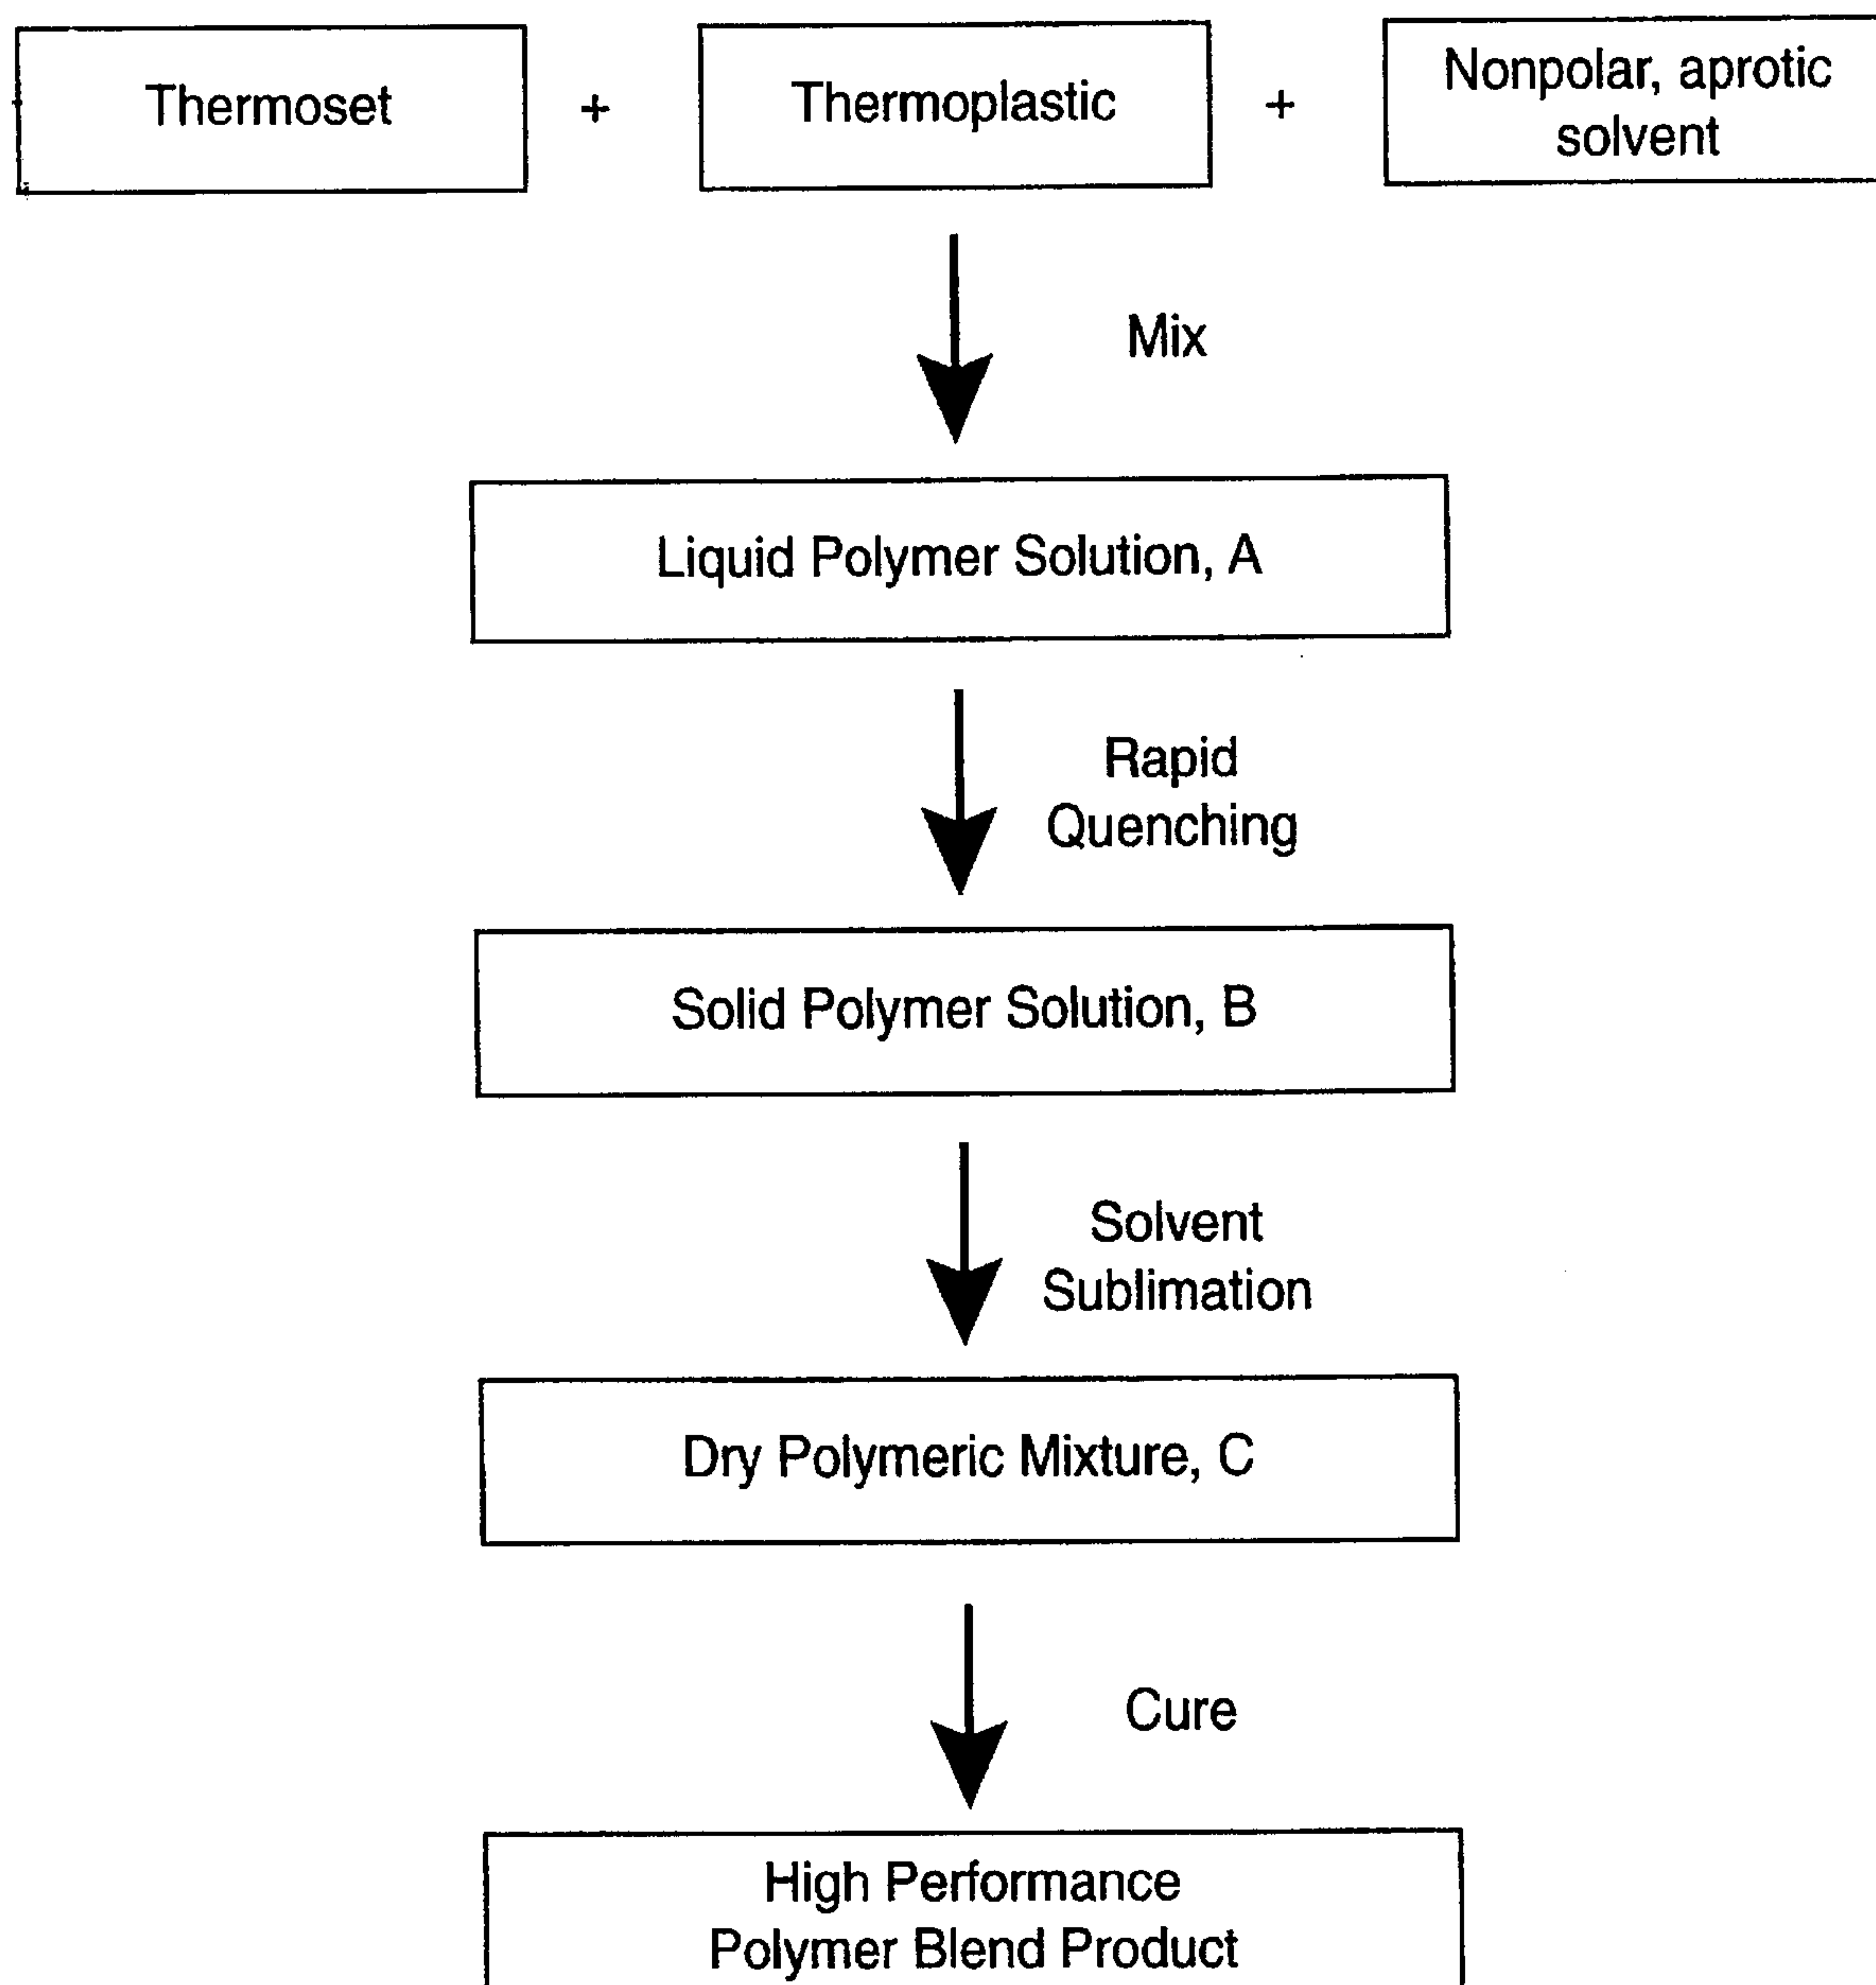 Thermoset + Thermoplastic + Nonpolar, aprotic
solvent
Mix
Liquid Polymer Solution, A
Rapid
Quenching
Solid Polymer Solution, B
Solvent
Sublimation
Dry Polymeric Mixture, C
Cure
High Performance
Polymer Blend Product